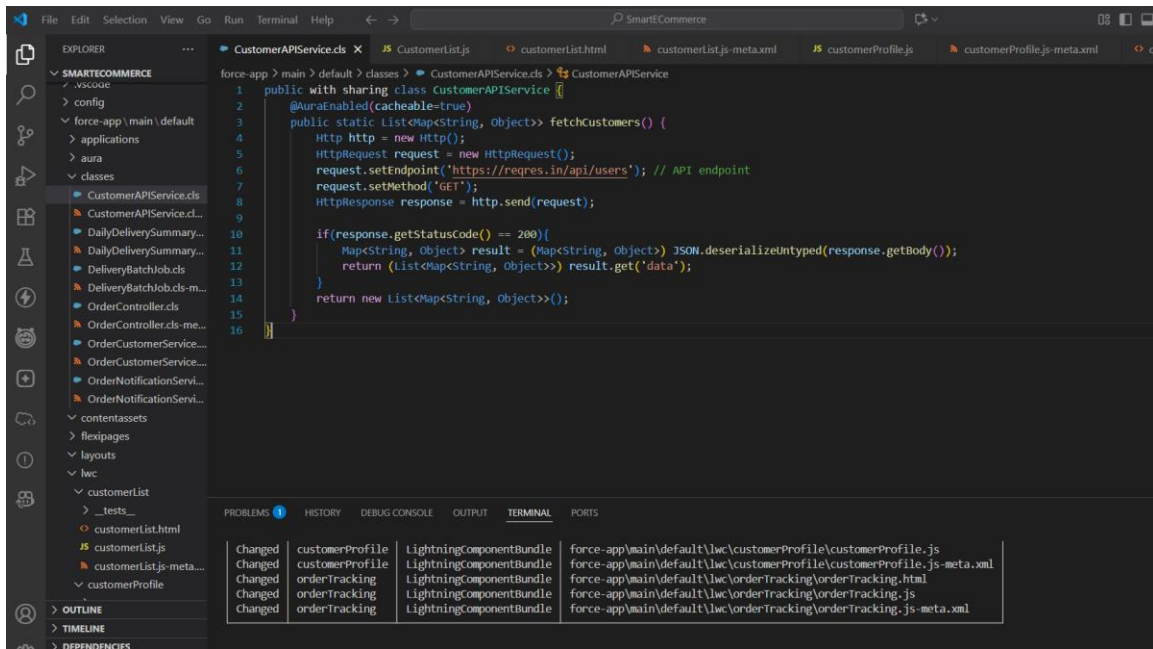 File Edit Selection View Go Run Terminal Help
SmartECommerce
EXPLORER
SMARTECOMMERCE
.vscode
config
force-app\main\default
applications
aura
classes
CustomerAPIService.cls
CustomerAPIService.cl...
DailyDeliverySummary...
DailyDeliverySummary...
DeliveryBatchJob.cls
DeliveryBatchJob.cls-m...
OrderController.cls
OrderController.cls-me...
OrderCustomerService....
OrderCustomerService....
OrderNotificationServi...
OrderNotificationServi...
contentassets
flexipages
layouts
lwc
customerList
__tests__
customerList.html
JS customerList.js
customerList.js-meta....
customerProfile
OUTLINE
TIMELINE
DEPENDENCIES
CustomerAPIService.cls JS CustomerList.js customerList.html customerList.js-meta.xml JS customerProfile.js customerProfile.js-meta.xml
force-app > main > default > classes > CustomerAPIService.cls > CustomerAPIService
1 public with sharing class CustomerAPIService {
2 @AuraEnabled(cacheable=true)
3 public static List<Map<String, Object>> fetchCustomers() {
4 Http http = new Http();
5 HttpRequest request = new HttpRequest();
6 request.setEndpoint('https://reqres.in/api/users'); // API endpoint
7 request.setMethod('GET');
8 HttpResponse response = http.send(request);
9
10 if(response.getStatusCode() == 200){
11 Map<String, Object> result = (Map<String, Object>) JSON.deserializeUntyped(response.getBody());
12 return (List<Map<String, Object>>) result.get('data');
13 }
14 return new List<Map<String, Object>>();
15 }
16 }
PROBLEMS 1 HISTORY DEBUG CONSOLE OUTPUT TERMINAL PORTS
Changed customerProfile LightningComponentBundle force-app\main\default\lwc\customerProfile\customerProfile.js
Changed customerProfile LightningComponentBundle force-app\main\default\lwc\customerProfile\customerProfile.js-meta.xml
Changed orderTracking LightningComponentBundle force-app\main\default\lwc\orderTracking\orderTracking.html
Changed orderTracking LightningComponentBundle force-app\main\default\lwc\orderTracking\orderTracking.js
Changed orderTracking LightningComponentBundle force-app\main\default\lwc\orderTracking\orderTracking.js-meta.xml